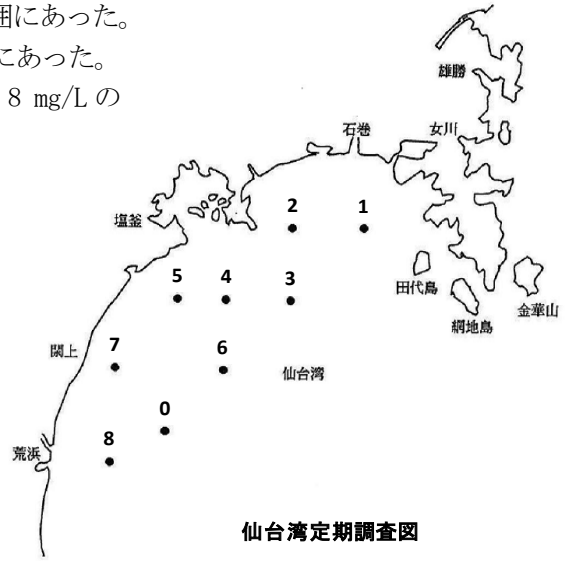 囲にあった。
にあった。
8 mg/L の
雄勝
石巻
女川
塩釜
2
1
5
4
3
田代島
網地島
金華山
閖上
7
6
仙台湾
0
荒浜
8
仙台湾定期調査図